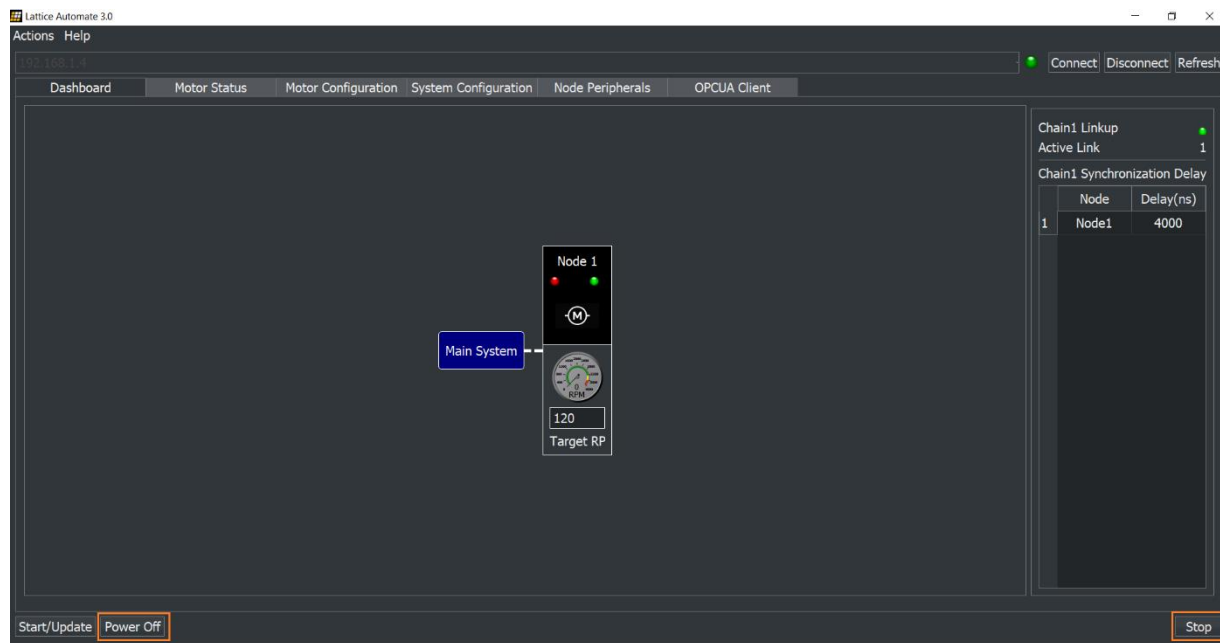 Lattice Automate 3.0
Actions Help
192.168.1.4
Connect Disconnect Refresh
Dashboard Motor Status Motor Configuration System Configuration Node Peripherals OPCUA Client
Chain1 Linkup
Active Link 1
Chain1 Synchronization Delay
Node Delay(ns)
1 Node1 4000
Node 1
M
Main System
0
RPM
120
Target RP
Start/Update Power Off Stop